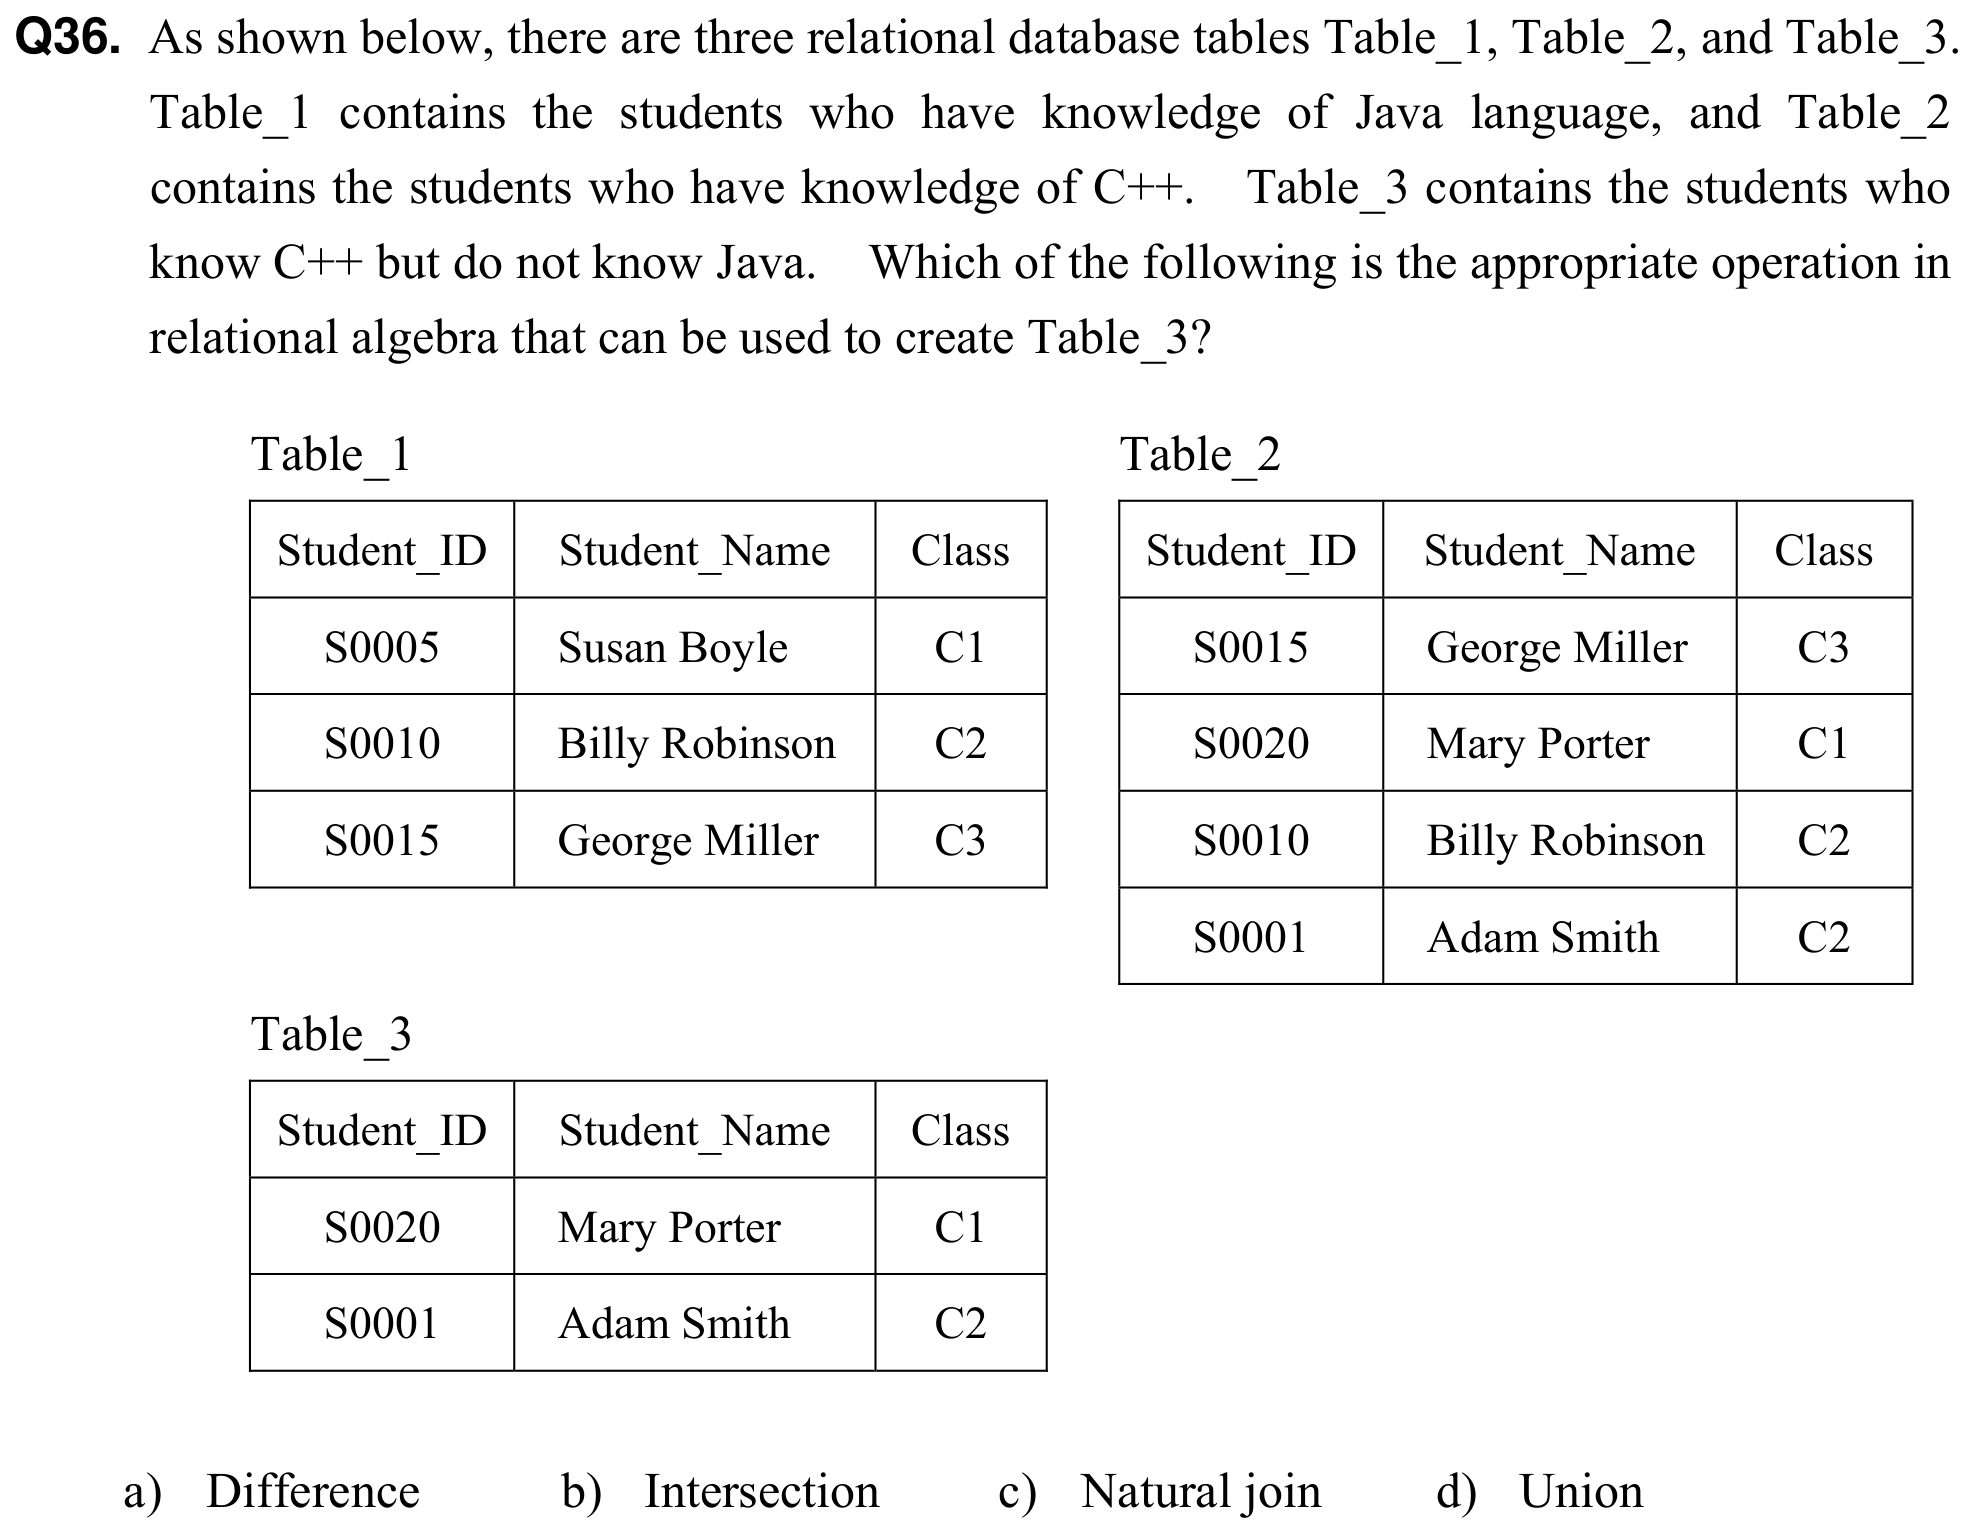 Q36. As shown below, there are three relational database tables Table_1, Table_2, and Table_3.
Table_1 contains the students who have knowledge of Java language, and Table_2
contains the students who have knowledge of C++. Table_3 contains the students who
know C++ but do not know Java. Which of the following is the appropriate operation in
relational algebra that can be used to create Table_3?
Table_1
Student_ID Student_Name Class
S0005 Susan Boyle C1
S0010 Billy Robinson C2
S0015 George Miller C3
Table_2
Student_ID Student_Name Class
S0015 George Miller C3
S0020 Mary Porter C1
S0010 Billy Robinson C2
S0001 Adam Smith C2
Table_3
Student_ID Student_Name Class
S0020 Mary Porter C1
S0001 Adam Smith C2
a) Difference b) Intersection c) Natural join d) Union